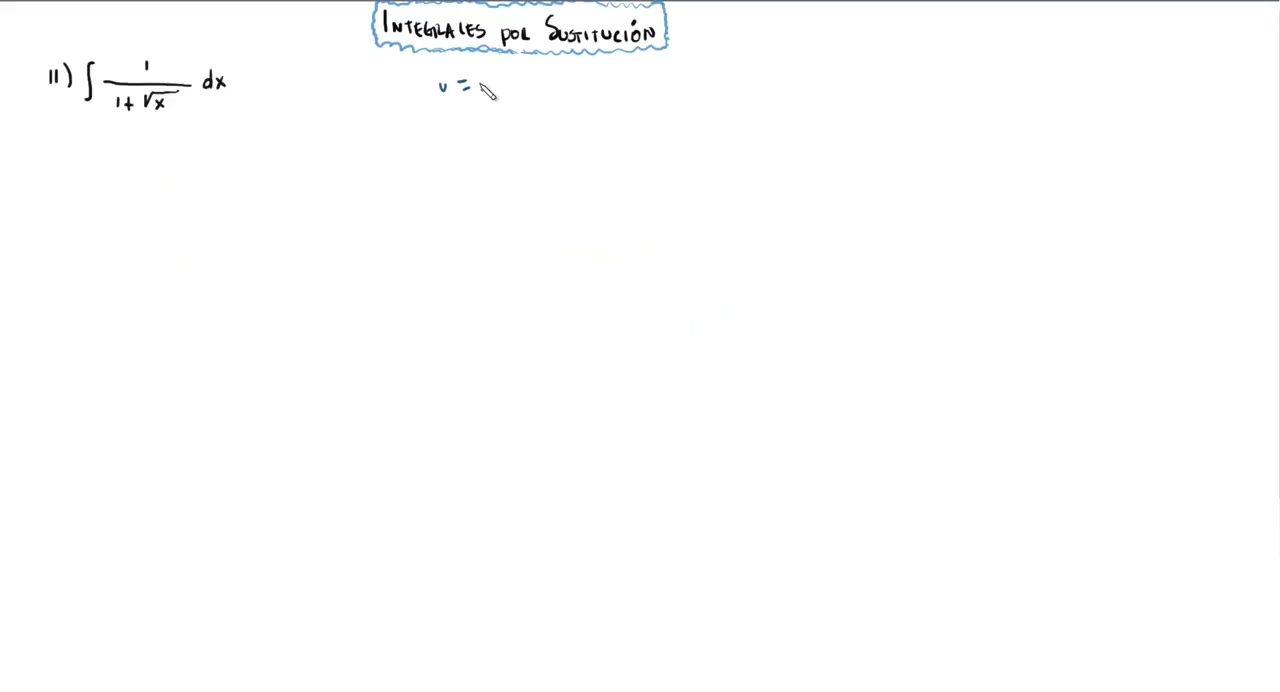 INTEGRALES POR SUSTITUCIÓN
11) ∫ 1/(1+√x) dx
u =